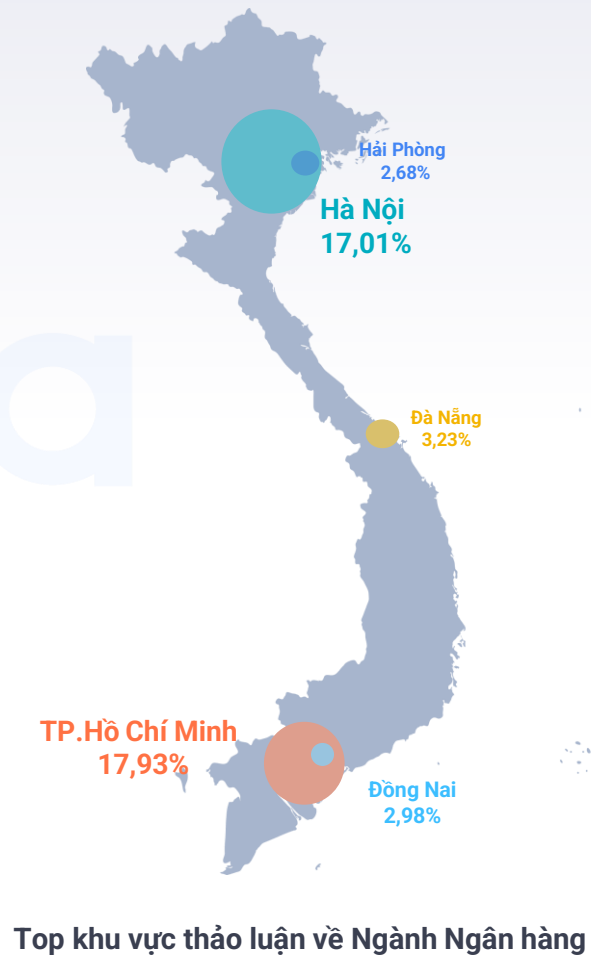 Hải Phòng
2,68%
Hà Nội
17,01%
Đà Nẵng
3,23%
TP.Hồ Chí Minh
17,93%
Đồng Nai
2,98%
Top khu vực thảo luận về Ngành Ngân hàng